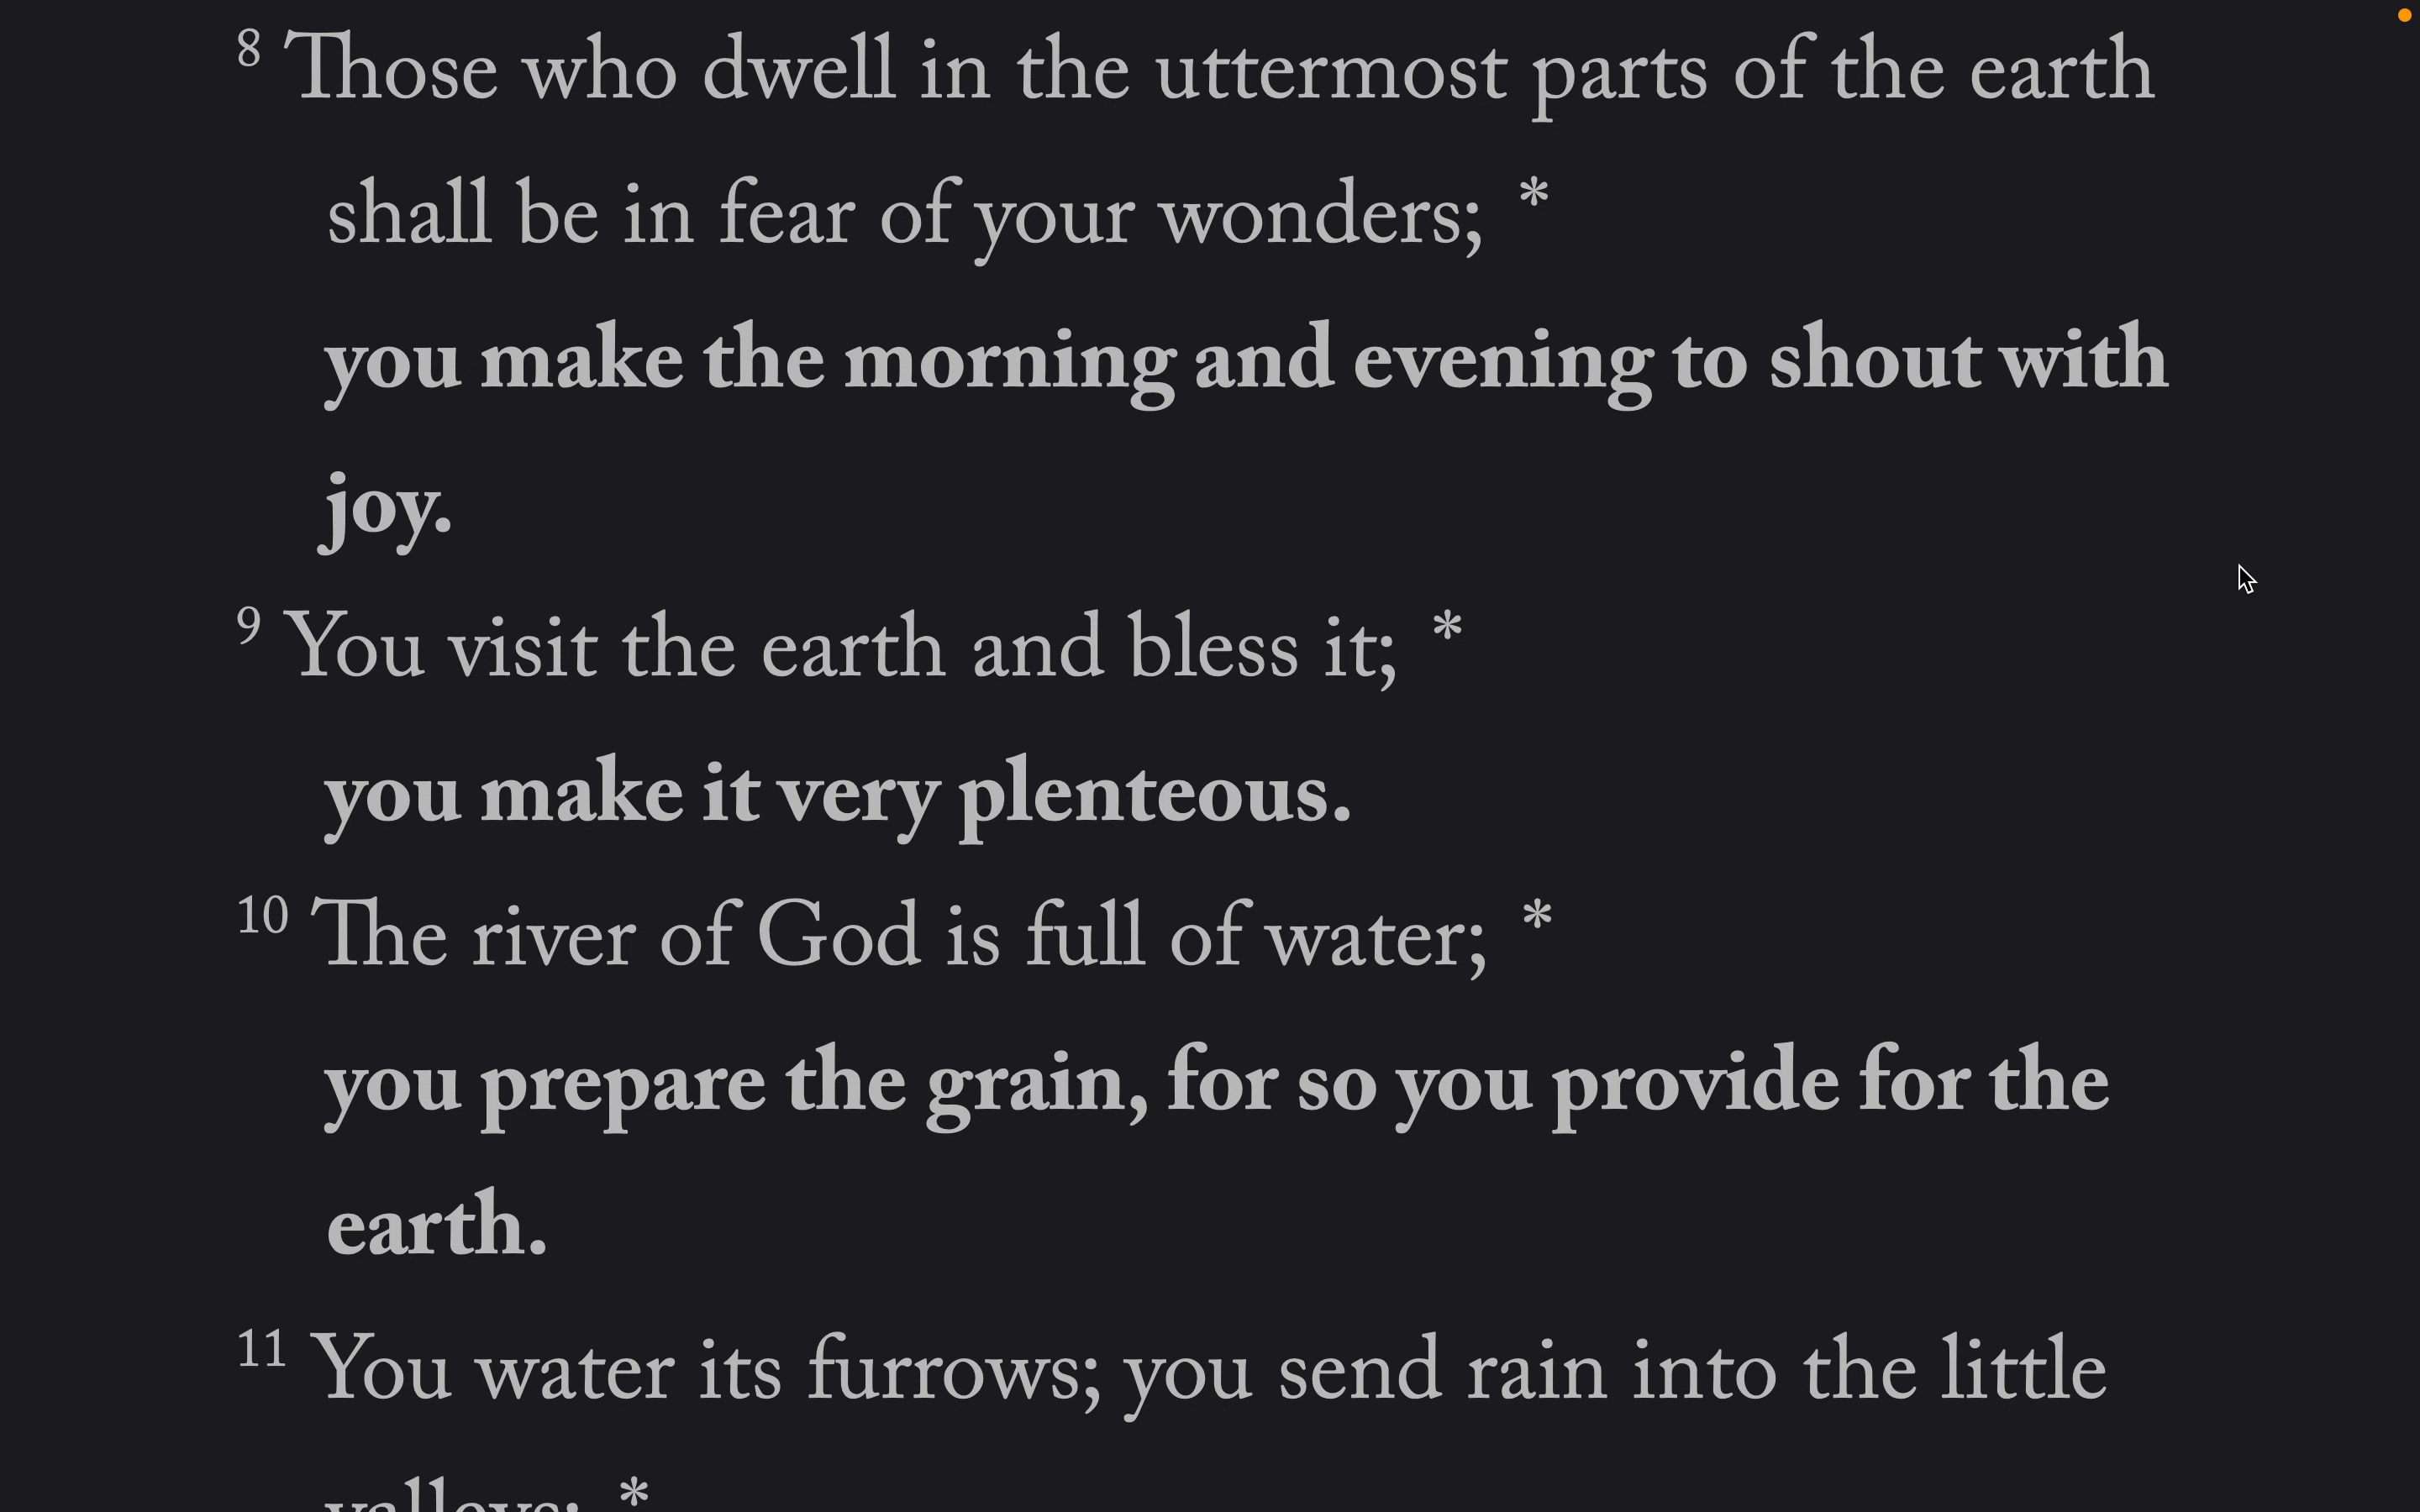 8 Those who dwell in the uttermost parts of the earth
shall be in fear of your wonders; *
you make the morning and evening to shout with
joy.
9 You visit the earth and bless it; *
you make it very plenteous.
10 The river of God is full of water; *
you prepare the grain, for so you provide for the
earth.
11 You water its furrows; you send rain into the little
valleys; *